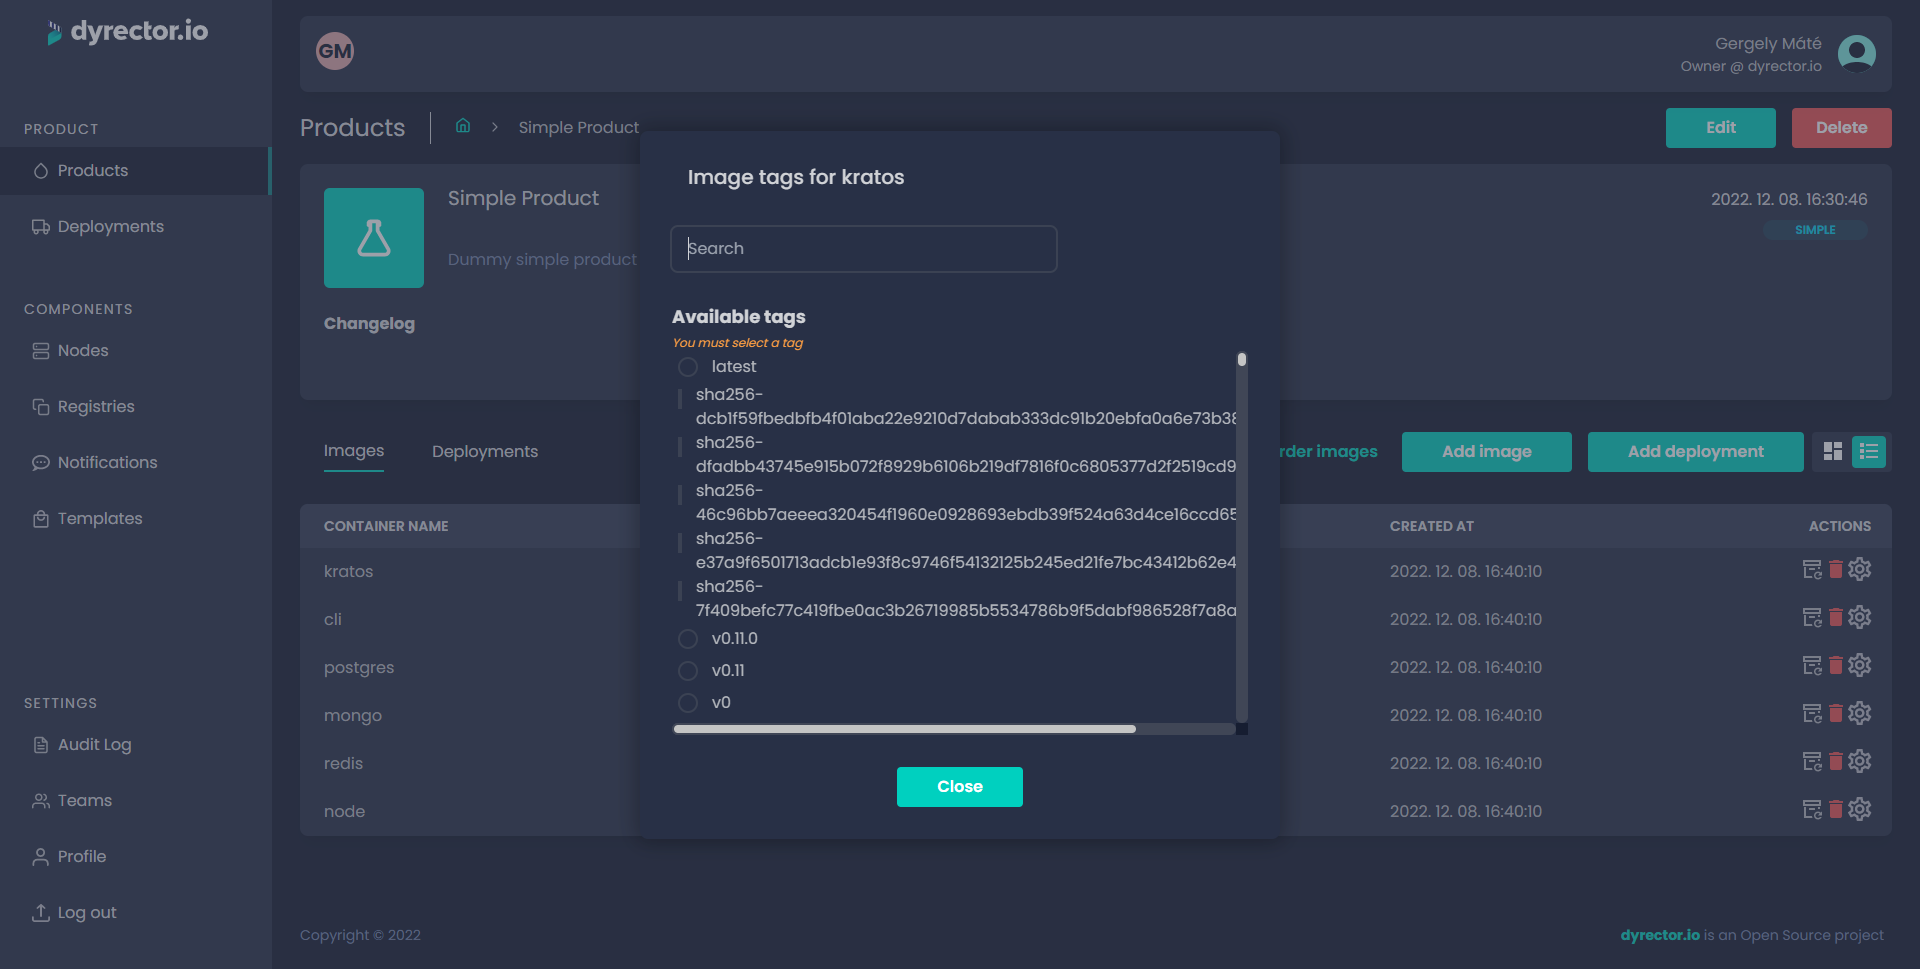 dyrector.io
GM
Gergely Máté
Owner @ dyrector.io
PRODUCT
Products
Deployments
COMPONENTS
Nodes
Registries
Notifications
Templates
SETTINGS
Audit Log
Teams
Profile
Log out
Products
Simple Product
Edit
Delete
Simple Product
Dummy simple product
Changelog
2022. 12. 08. 16:30:46
SIMPLE
Images
Deployments
rder images
Add image
Add deployment
CONTAINER NAME
CREATED AT
ACTIONS
kratos
2022. 12. 08. 16:40:10
cli
2022. 12. 08. 16:40:10
postgres
2022. 12. 08. 16:40:10
mongo
2022. 12. 08. 16:40:10
redis
2022. 12. 08. 16:40:10
node
2022. 12. 08. 16:40:10
Image tags for kratos
Search
Available tags
You must select a tag
latest
sha256-
dcb1f59fbedbfb4f01aba22e9210d7dabab333dc91b20ebfa0a6e73b38
sha256-
dfadbb43745e915b072f8929b6106b219df7816f0c6805377d2f2519cd9
sha256-
46c96bb7aeeea320454f1960e0928693ebdb39f524a63d4ce16ccd65
sha256-
e37a9f6501713adcb1e93f8c9746f54132125b245ed21fe7bc43412b62e4
sha256-
7f409befc77c419fbe0ac3b26719985b5534786b9f5dabf986528f7a8a
v0.11.0
v0.11
v0
Close
Copyright © 2022
dyrector.io is an Open Source project